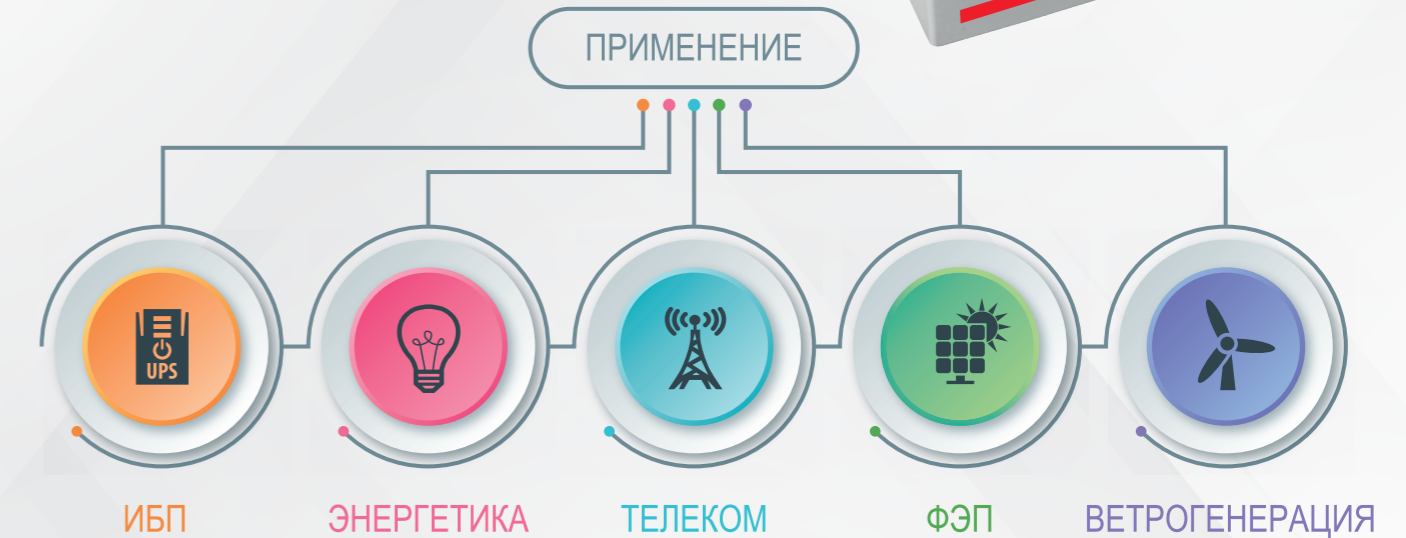 ПРИМЕНЕНИЕ
UPS
ИБП
ЭНЕРГЕТИКА
ТЕЛЕКОМ
ФЭП
ВЕТРОГЕНЕРАЦИЯ